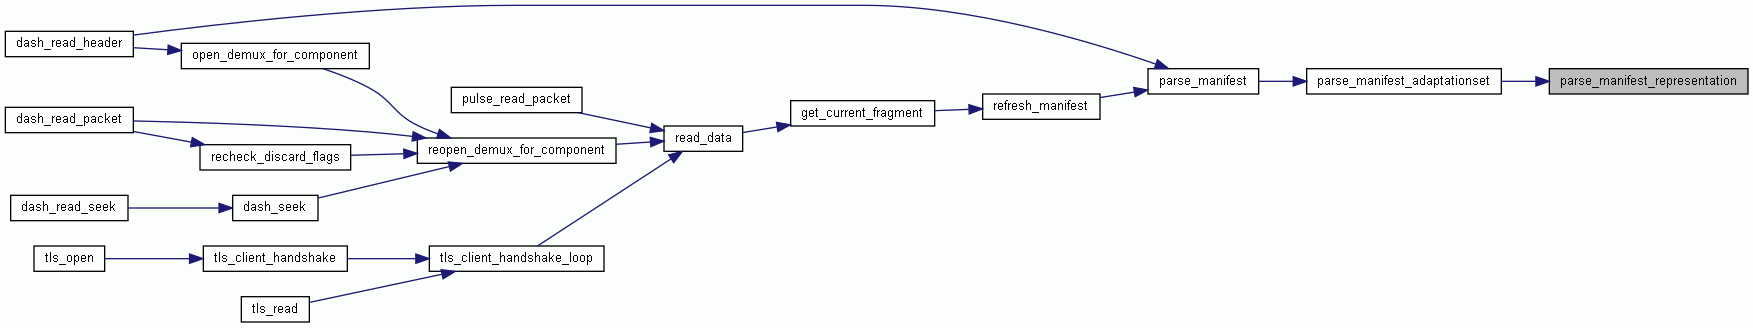 dash_read_header
open_demux_for_component
parse_manifest
parse_manifest_adaptationset
parse_manifest_representation
pulse_read_packet
refresh_manifest
get_current_fragment
dash_read_packet
read_data
reopen_demux_for_component
recheck_discard_flags
dash_read_seek
dash_seek
tls_open
tls_client_handshake
tls_client_handshake_loop
tls_read